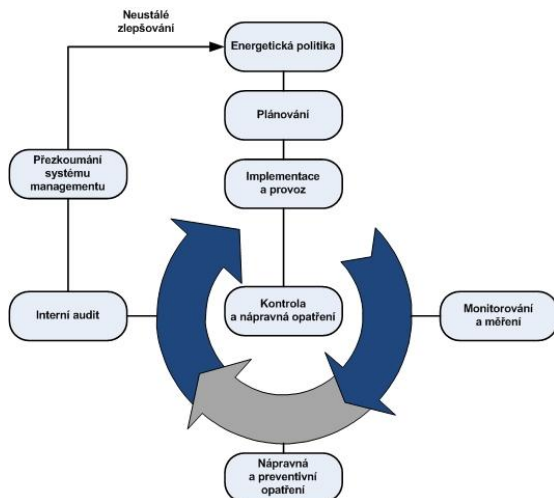 Neustálé
zlepšování
Energetická politika
Plánování
Přezkoumání
systému
managementu
Implementace
a provoz
Interní audit
Kontrola
a nápravná opatření
Monitorování
a měření
Nápravná
a preventivní
opatření